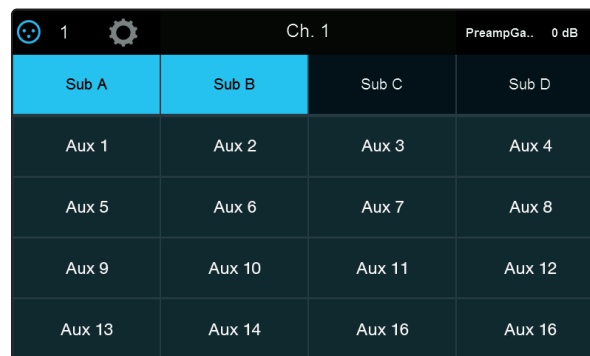 1 Ch. 1 PreampGa.. 0 dB
Sub A Sub B Sub C Sub D
Aux 1 Aux 2 Aux 3 Aux 4
Aux 5 Aux 6 Aux 7 Aux 8
Aux 9 Aux 10 Aux 11 Aux 12
Aux 13 Aux 14 Aux 16 Aux 16